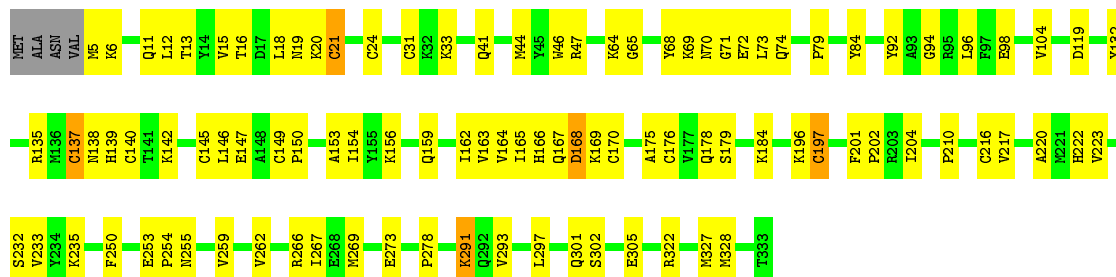 MET ALA ASN VAL M5 K6 Q11 L12 T13 Y14 V15 T16 D17 L18 N19 K20 C21 C24 C31 K32 K33 Q41 M44 Y45 W46 R47 K64 G65 Y68 K69 N70 G71 E72 L73 Q74 F79 Y84 Y92 A93 G94 R95 L96 F97 E98 V104 D119
R135 M136 C137 N138 H139 C140 T141 K142 C145 L146 E147 A148 C149 P150 A153 I154 Y155 K156 Q159 I162 V163 V164 I165 H166 Q167 D168 K169 C170 A175 C176 V177 Q178 S179 K184 K196 C197 F201 P202 R203 I204 P210 C216 V217 A220 M221 H222 V223
S232 V233 Y234 K235 F250 E253 P254 N255 V259 V262 R266 I267 E268 M269 E273 P278 K291 Q292 V293 L297 Q301 S302 E305 R322 M327 M328 T333